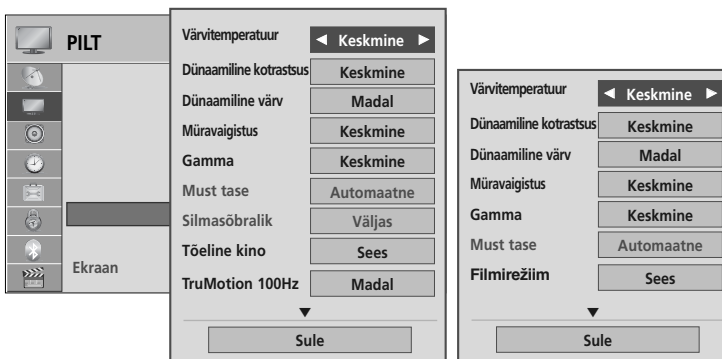 PILT
Ekraan
Värvitemperatuur ◄ Keskmine ►
Dünaamiline kotrastsus Keskmine
Dünaamiline värv Madal
Müravaigistus Keskmine
Gamma Keskmine
Must tase Automaatne
Silmasõbralik Väljas
Tõeline kino Sees
TruMotion 100Hz Madal
▼
Sule
Värvitemperatuur ◄ Keskmine ►
Dünaamiline kotrastsus Keskmine
Dünaamiline värv Madal
Müravaigistus Keskmine
Gamma Keskmine
Must tase Automaatne
Filmirežiim Sees
▼
Sule